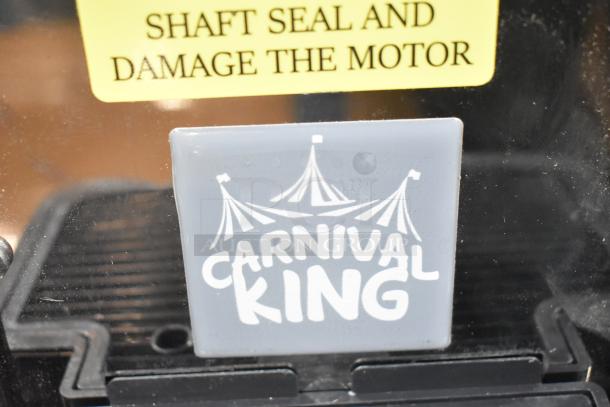 SHAFT SEAL AND
DAMAGE THE MOTOR
CARNIVAL
KING